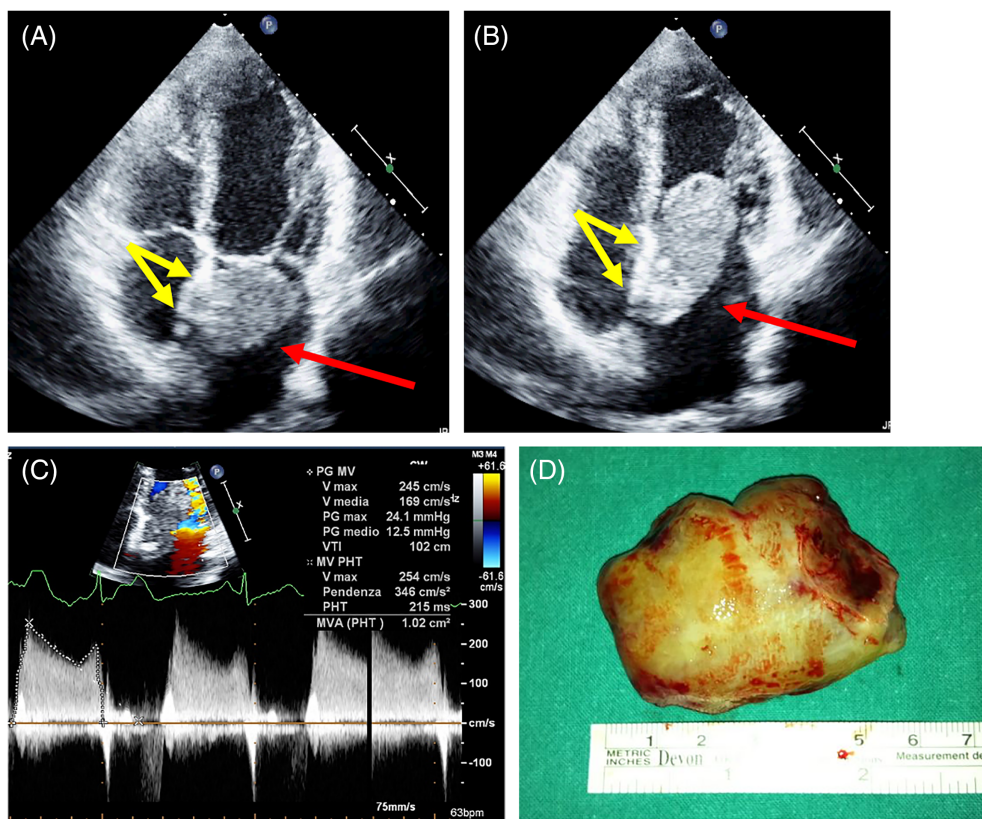 (A)
P
X
JP
(B)
P
X
JP
(C)
P
X
PG MV
V max 245 cm/s
V media 169 cm/s
PG max 24.1 mmHg
PG medio 12.5 mmHg
VTI 102 cm
MV PHT
V max 254 cm/s
Pendenza 346 cm/s²
PHT 215 ms
MVA (PHT ) 1.02 cm²
M3 M4
+61.6
-61.6
cm/s
300
200
100
cm/s
-100
75mm/s
63bpm
(D)
1 2 5 6 7
METRIC
INCHES Devon Measurement de
1 2